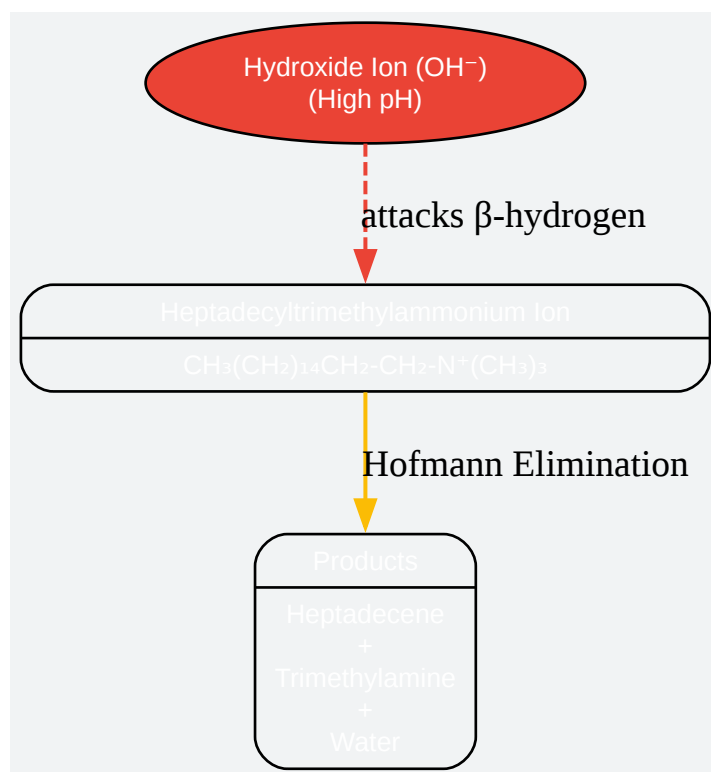 Hydroxide Ion (OH⁻)
(High pH)
attacks β-hydrogen
Heptadecyltrimethylammonium Ion
CH₃(CH₂)₁₄CH₂-CH₂-N⁺(CH₃)₃
Hofmann Elimination
Products
Heptadecene
+
Trimethylamine
+
Water